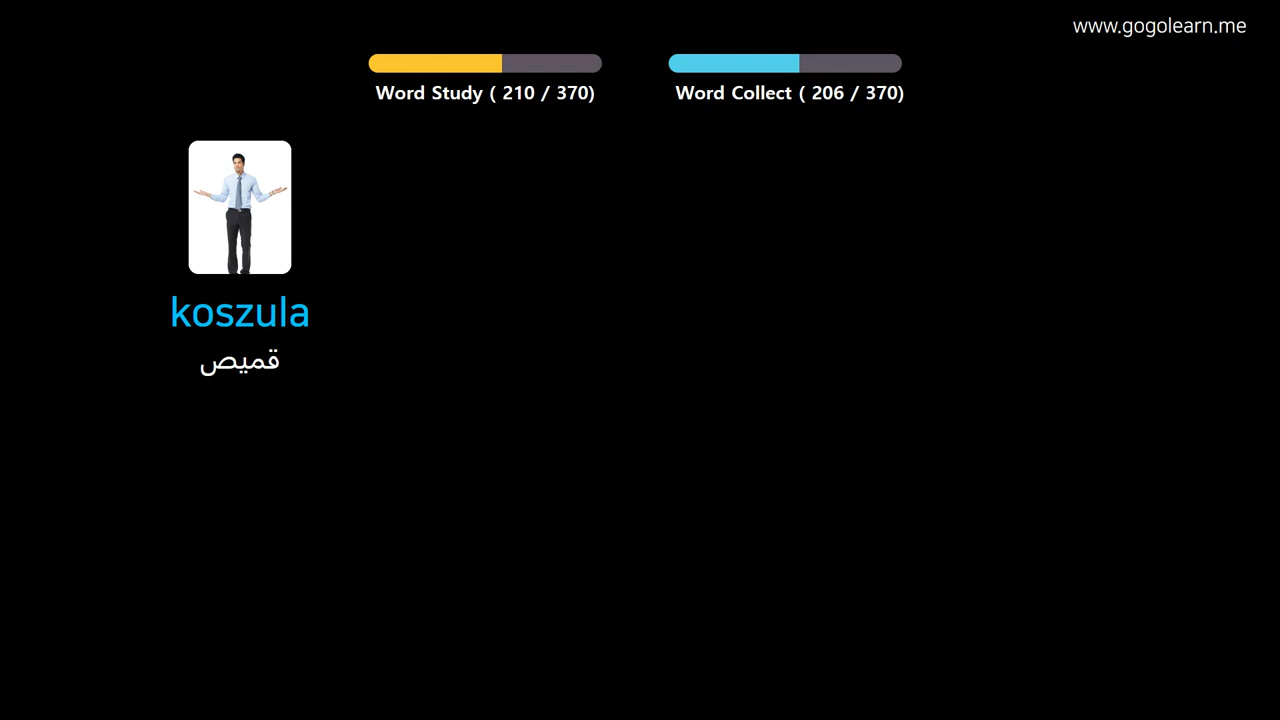 www.gogolearn.me
Word Study ( 210 / 370)
Word Collect ( 206 / 370)
koszula
قميص